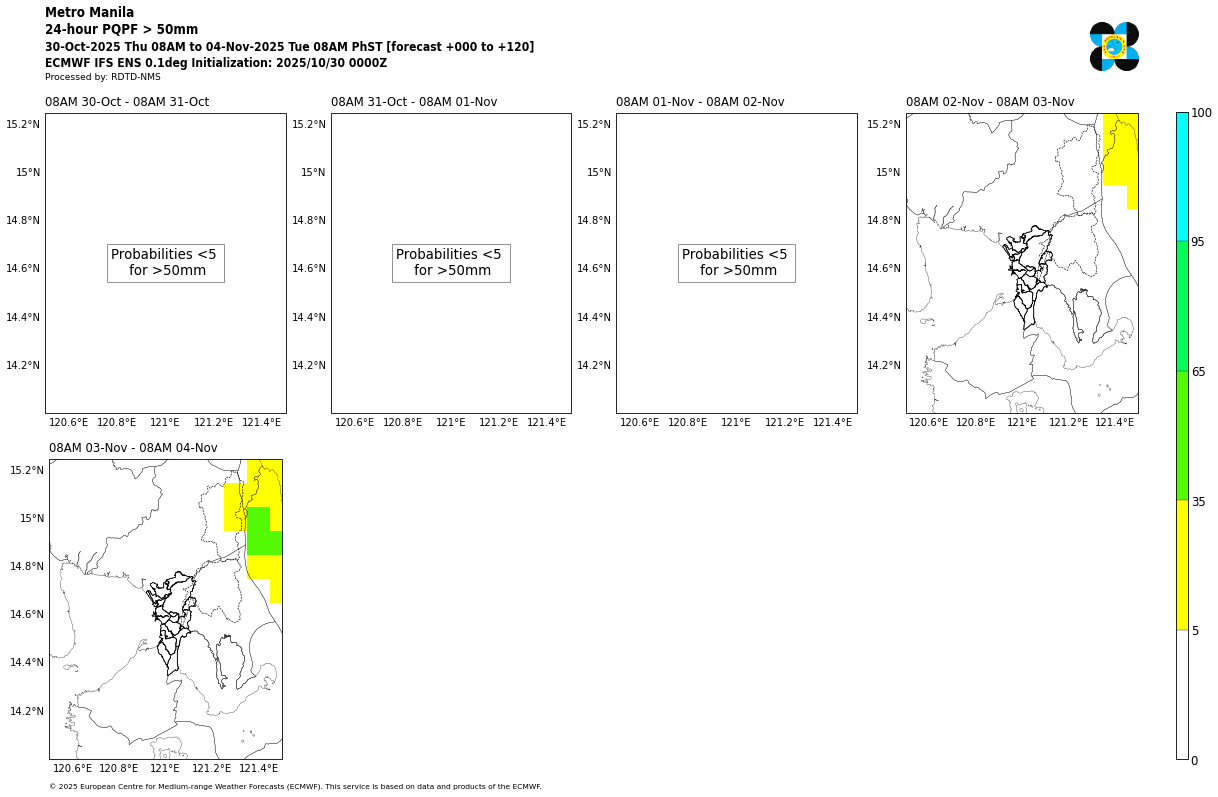 Metro Manila
24-hour PQPF > 50mm
30-Oct-2025 Thu 08AM to 04-Nov-2025 Tue 08AM PhST [forecast +000 to +120]
ECMWF IFS ENS 0.1deg Initialization: 2025/10/30 0000Z
Processed by: RDTD-NMS
08AM 30-Oct - 08AM 31-Oct
08AM 31-Oct - 08AM 01-Nov
08AM 01-Nov - 08AM 02-Nov
08AM 02-Nov - 08AM 03-Nov
15.2°N
15°N
14.8°N
14.6°N
14.4°N
14.2°N
Probabilities <5
for >50mm
120.6°E 120.8°E 121°E 121.2°E 121.4°E
15.2°N
15°N
14.8°N
14.6°N
14.4°N
14.2°N
Probabilities <5
for >50mm
120.6°E 120.8°E 121°E 121.2°E 121.4°E
15.2°N
15°N
14.8°N
14.6°N
14.4°N
14.2°N
Probabilities <5
for >50mm
120.6°E 120.8°E 121°E 121.2°E 121.4°E
15.2°N
15°N
14.8°N
14.6°N
14.4°N
14.2°N
120.6°E 120.8°E 121°E 121.2°E 121.4°E
100
95
65
35
5
0
08AM 03-Nov - 08AM 04-Nov
15.2°N
15°N
14.8°N
14.6°N
14.4°N
14.2°N
120.6°E 120.8°E 121°E 121.2°E 121.4°E
© 2025 European Centre for Medium-range Weather Forecasts (ECMWF). This service is based on data and products of the ECMWF.